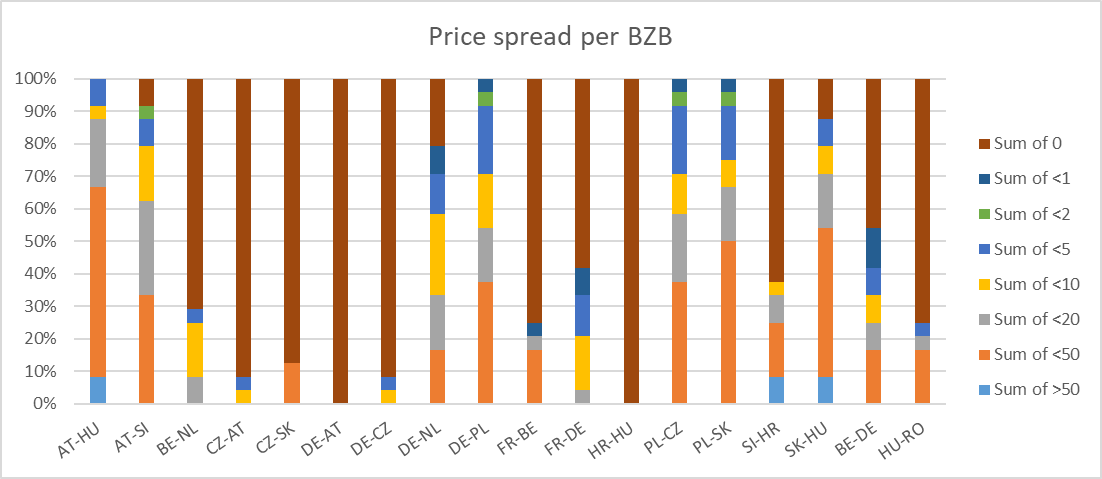 Price spread per BZB
100%
90%
80%
70%
60%
50%
40%
30%
20%
10%
0%
AT-HU
AT-SI
BE-NL
CZ-AT
CZ-SK
DE-AT
DE-CZ
DE-NL
DE-PL
FR-BE
FR-DE
HR-HU
PL-CZ
PL-SK
SI-HR
SK-HU
BE-DE
HU-RO
Sum of 0
Sum of <1
Sum of <2
Sum of <5
Sum of <10
Sum of <20
Sum of <50
Sum of >50